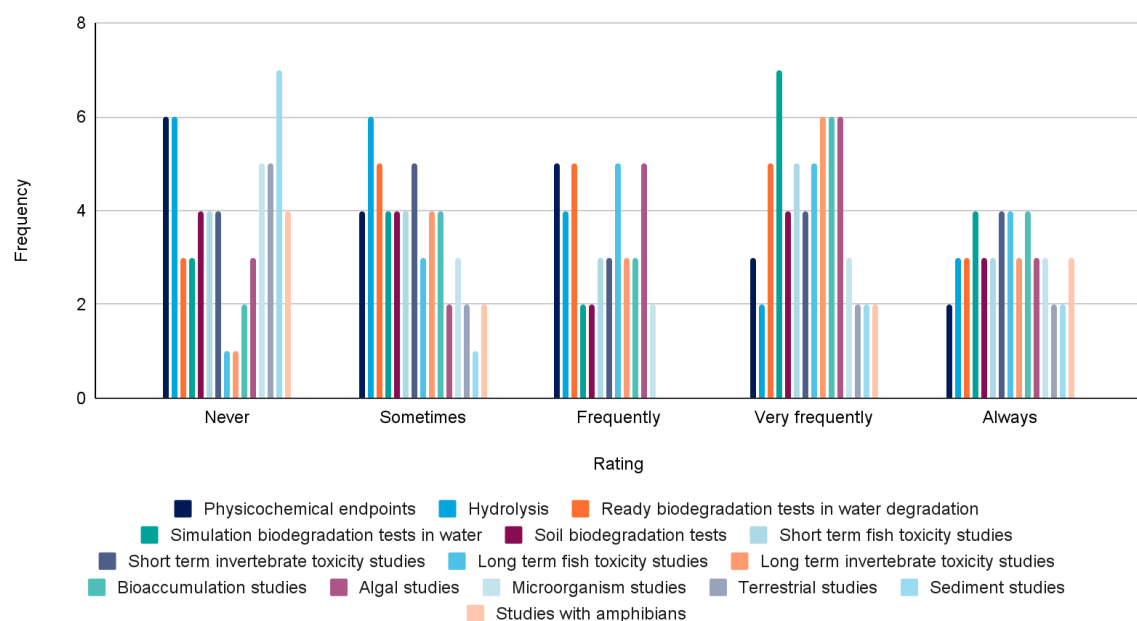 8
6
4
2
0
Frequency
Never Sometimes Frequently Very frequently Always
Rating
Physicochemical endpoints Hydrolysis Ready biodegradation tests in water degradation
Simulation biodegradation tests in water Soil biodegradation tests Short term fish toxicity studies
Short term invertebrate toxicity studies Long term fish toxicity studies Long term invertebrate toxicity studies
Bioaccumulation studies Algal studies Microorganism studies Terrestrial studies Sediment studies
Studies with amphibians